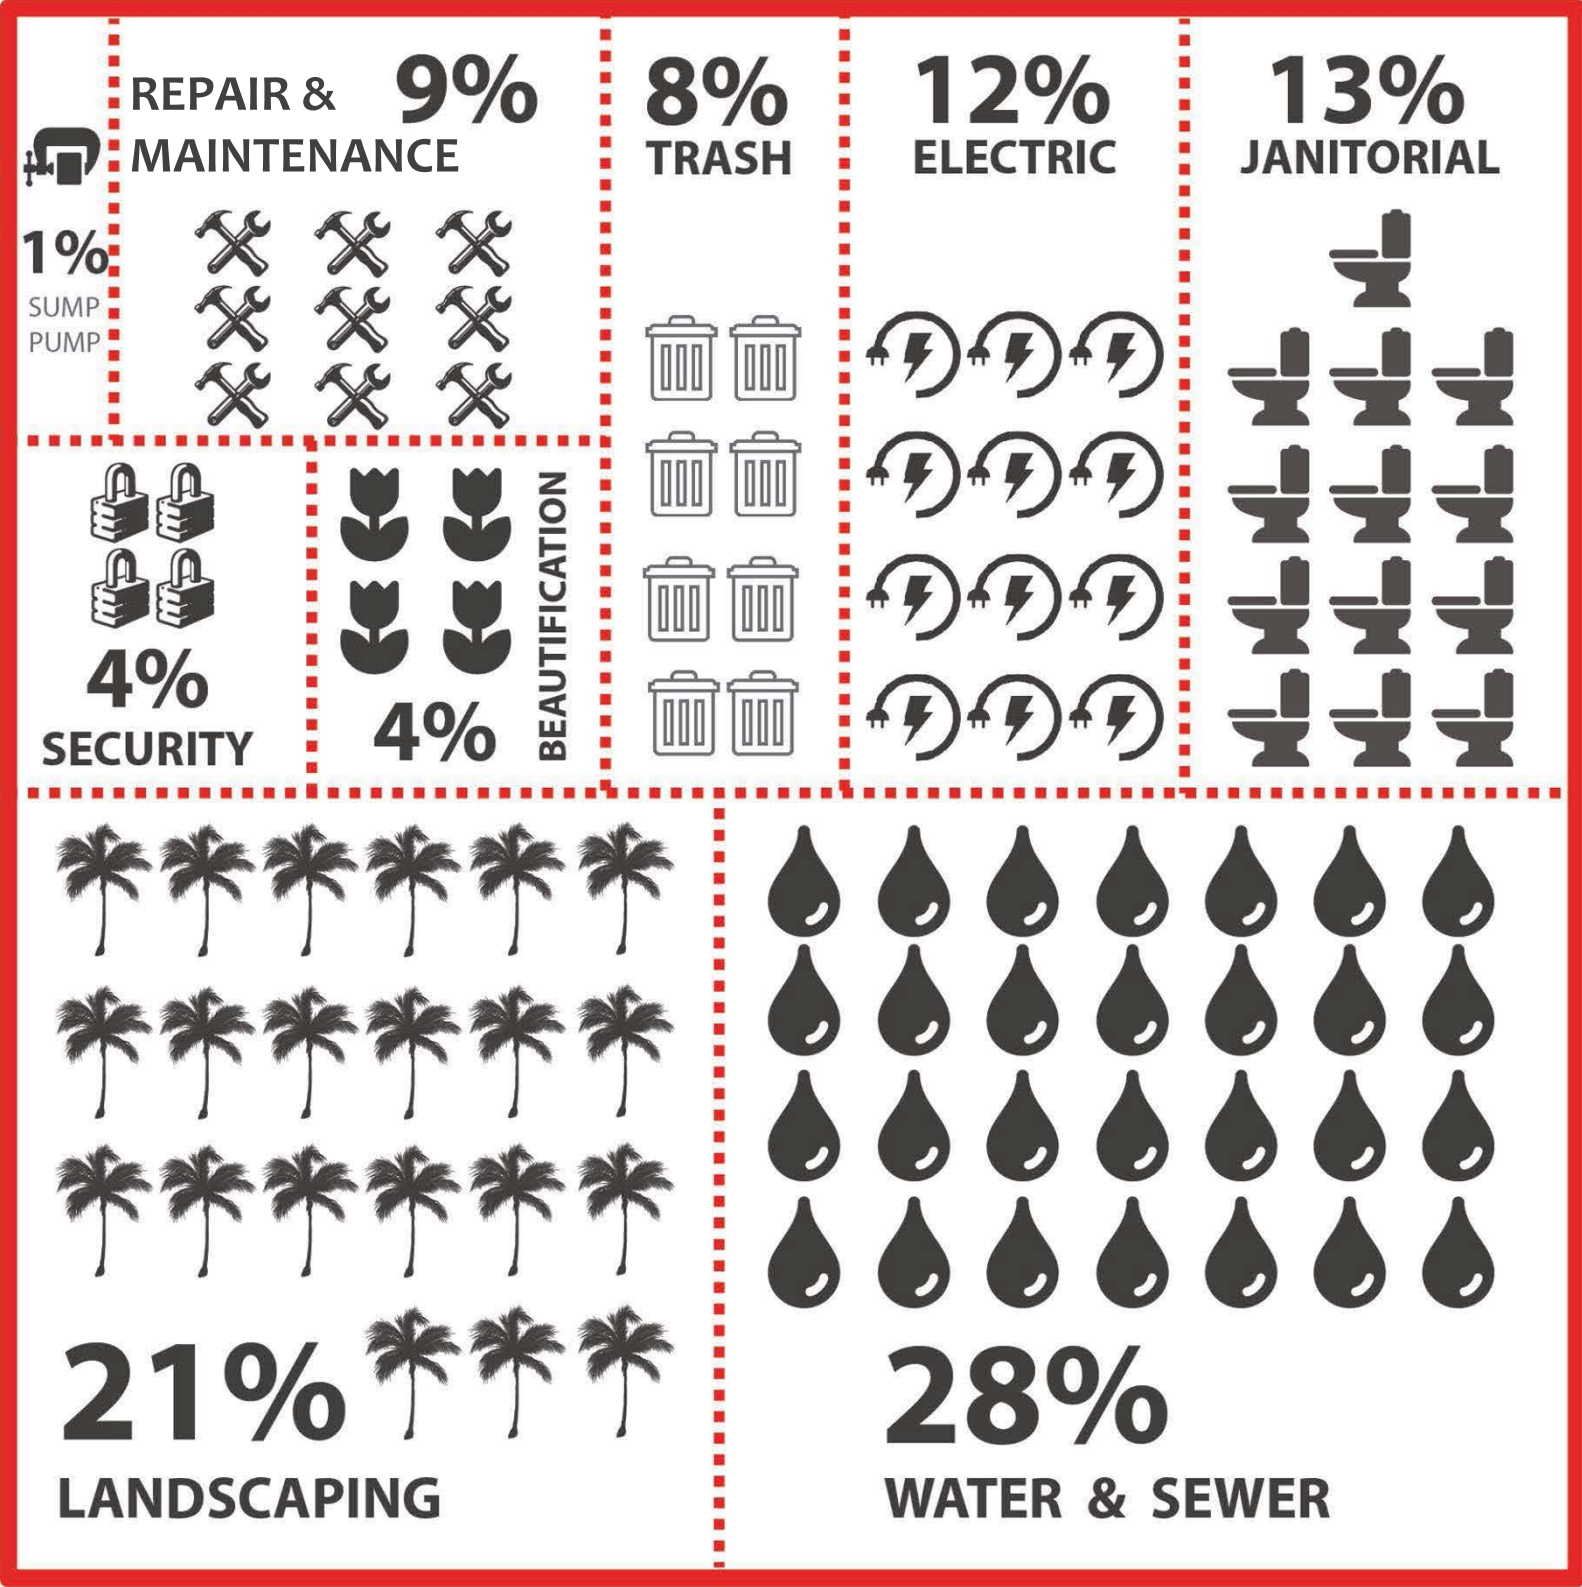 1%
SUMP
PUMP
REPAIR & 9%
MAINTENANCE
8%
TRASH
12%
ELECTRIC
13%
JANITORIAL
4%
SECURITY
4%
BEAUTIFICATION
21%
LANDSCAPING
28%
WATER & SEWER